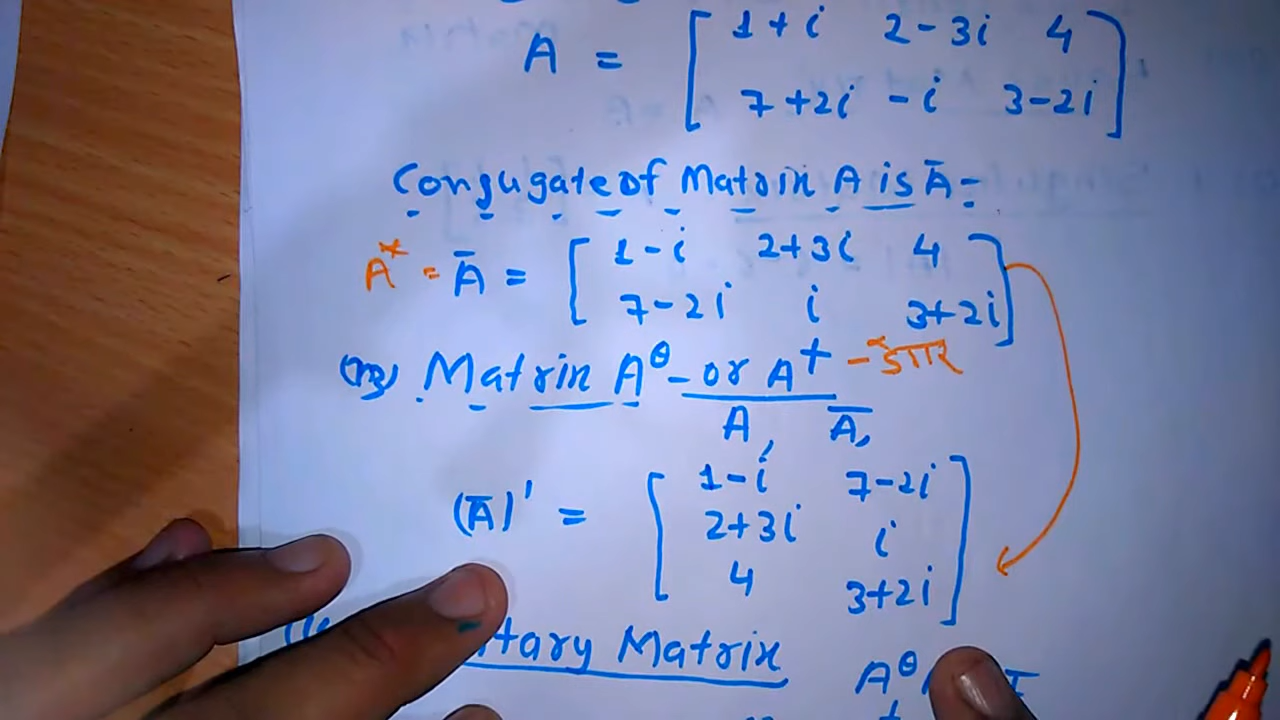 A = [ 1+i 2-3i 4
7+2i -i 3-2i ]
Conjugate of Matrix A is Ā -
A* = Ā = [ 1-i 2+3i 4
7-2i i 3+2i ]
Matrix A^θ - or A^†
A, Ā,
(Ā)' = [ 1-i 7-2i
2+3i i
4 3+2i ]
tary Matrix A^θ